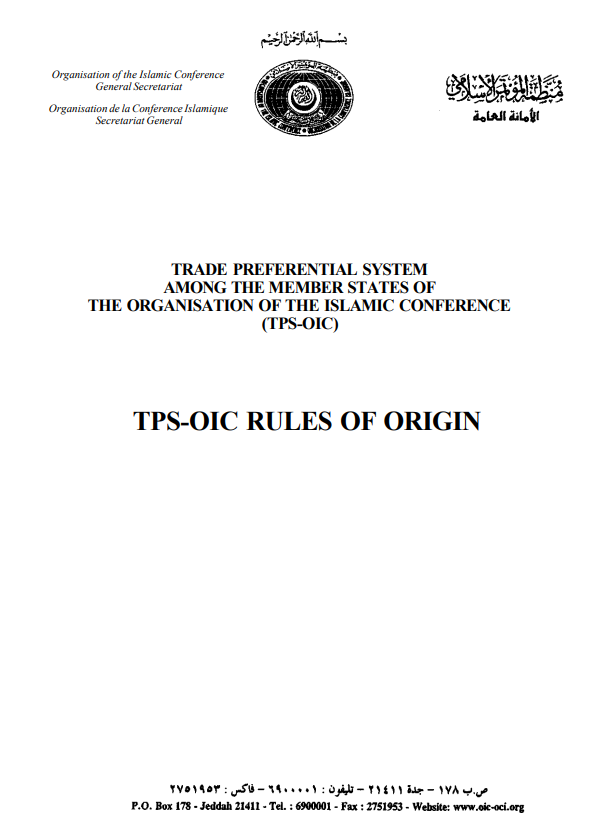 بسم الله الرحمن الرحيم
Organisation of the Islamic Conference
General Secretariat
Organisation de la Conference Islamique
Secretariat General
منظمة المؤتمر الإسلامي
الأمانة العامة
TRADE PREFERENTIAL SYSTEM
AMONG THE MEMBER STATES OF
THE ORGANISATION OF THE ISLAMIC CONFERENCE
(TPS-OIC)
TPS-OIC RULES OF ORIGIN
ص.ب ١٧٨ – جدة ٢١٤١١ – تليفون : ٦٩٠٠٠٠١ – فاكس : ٢٧٥١٩٥٣
P.O. Box 178 - Jeddah 21411 - Tel. : 6900001 - Fax : 2751953 - Website: www.oic-oci.org